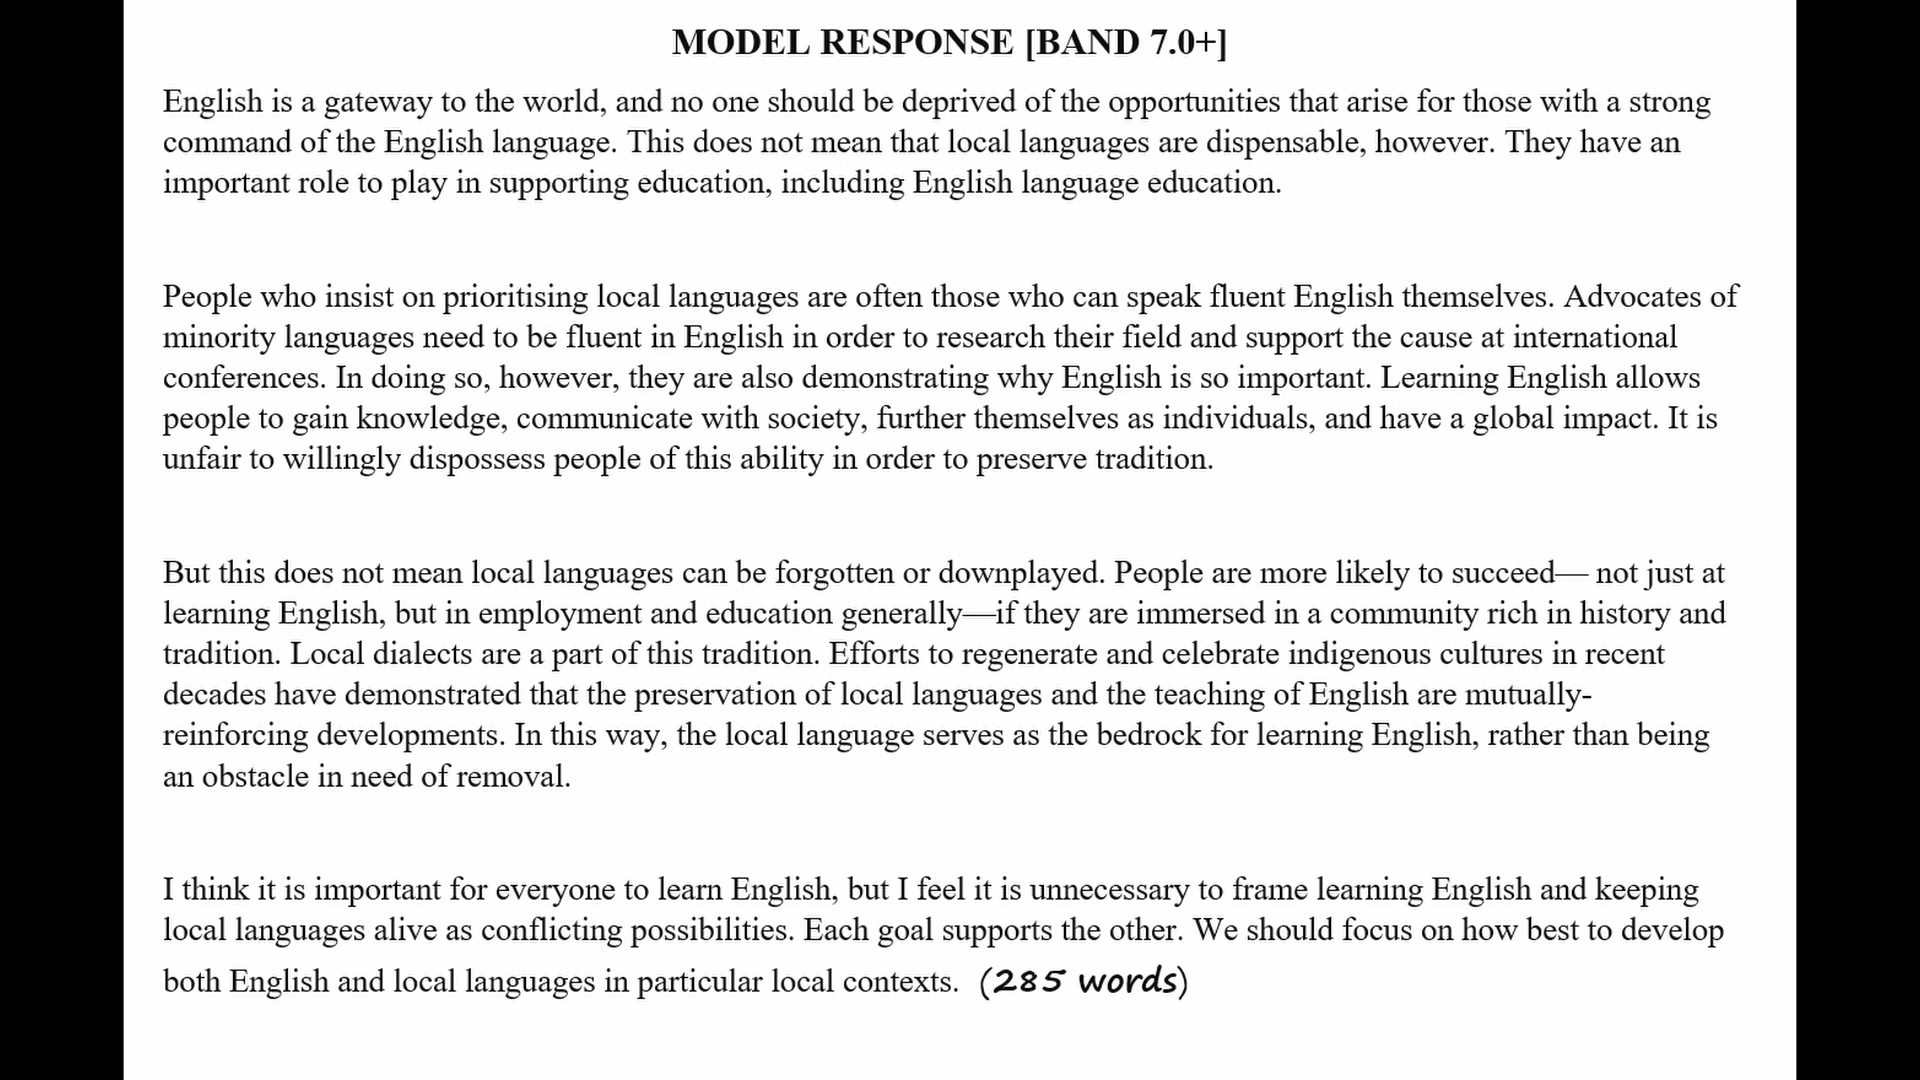 MODEL RESPONSE [BAND 7.0+]
English is a gateway to the world, and no one should be deprived of the opportunities that arise for those with a strong
command of the English language. This does not mean that local languages are dispensable, however. They have an
important role to play in supporting education, including English language education.
People who insist on prioritising local languages are often those who can speak fluent English themselves. Advocates of
minority languages need to be fluent in English in order to research their field and support the cause at international
conferences. In doing so, however, they are also demonstrating why English is so important. Learning English allows
people to gain knowledge, communicate with society, further themselves as individuals, and have a global impact. It is
unfair to willingly dispossess people of this ability in order to preserve tradition.
But this does not mean local languages can be forgotten or downplayed. People are more likely to succeed— not just at
learning English, but in employment and education generally—if they are immersed in a community rich in history and
tradition. Local dialects are a part of this tradition. Efforts to regenerate and celebrate indigenous cultures in recent
decades have demonstrated that the preservation of local languages and the teaching of English are mutually-
reinforcing developments. In this way, the local language serves as the bedrock for learning English, rather than being
an obstacle in need of removal.
I think it is important for everyone to learn English, but I feel it is unnecessary to frame learning English and keeping
local languages alive as conflicting possibilities. Each goal supports the other. We should focus on how best to develop
both English and local languages in particular local contexts. (285 words)